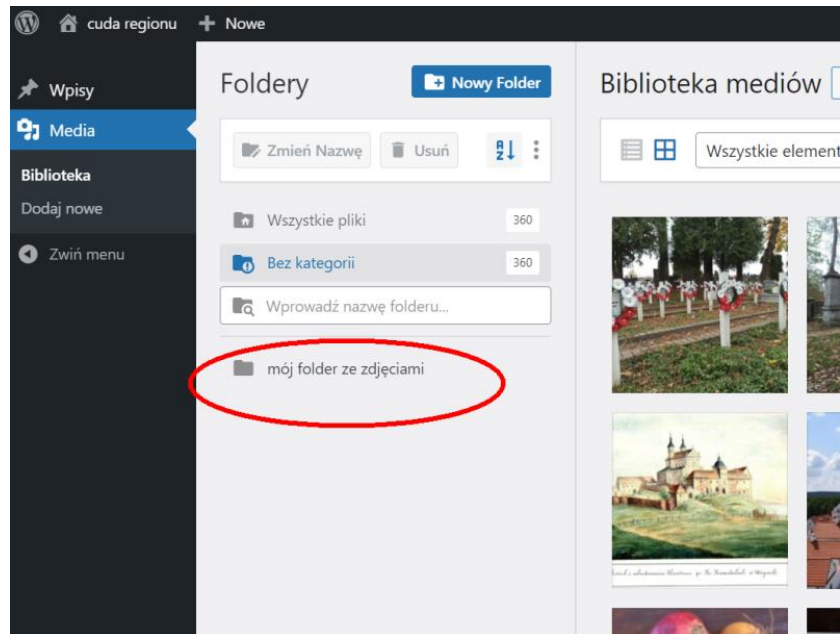 cuda regionu + Nowe
Wpisy
Media
Biblioteka
Dodaj nowe
Zwiń menu
Foldery
Nowy Folder
Zmień Nazwę Usuń
Wszystkie pliki 360
Bez kategorii 360
Wprowadź nazwę folderu...
mój folder ze zdjęciami
Biblioteka mediów
Wszystkie element